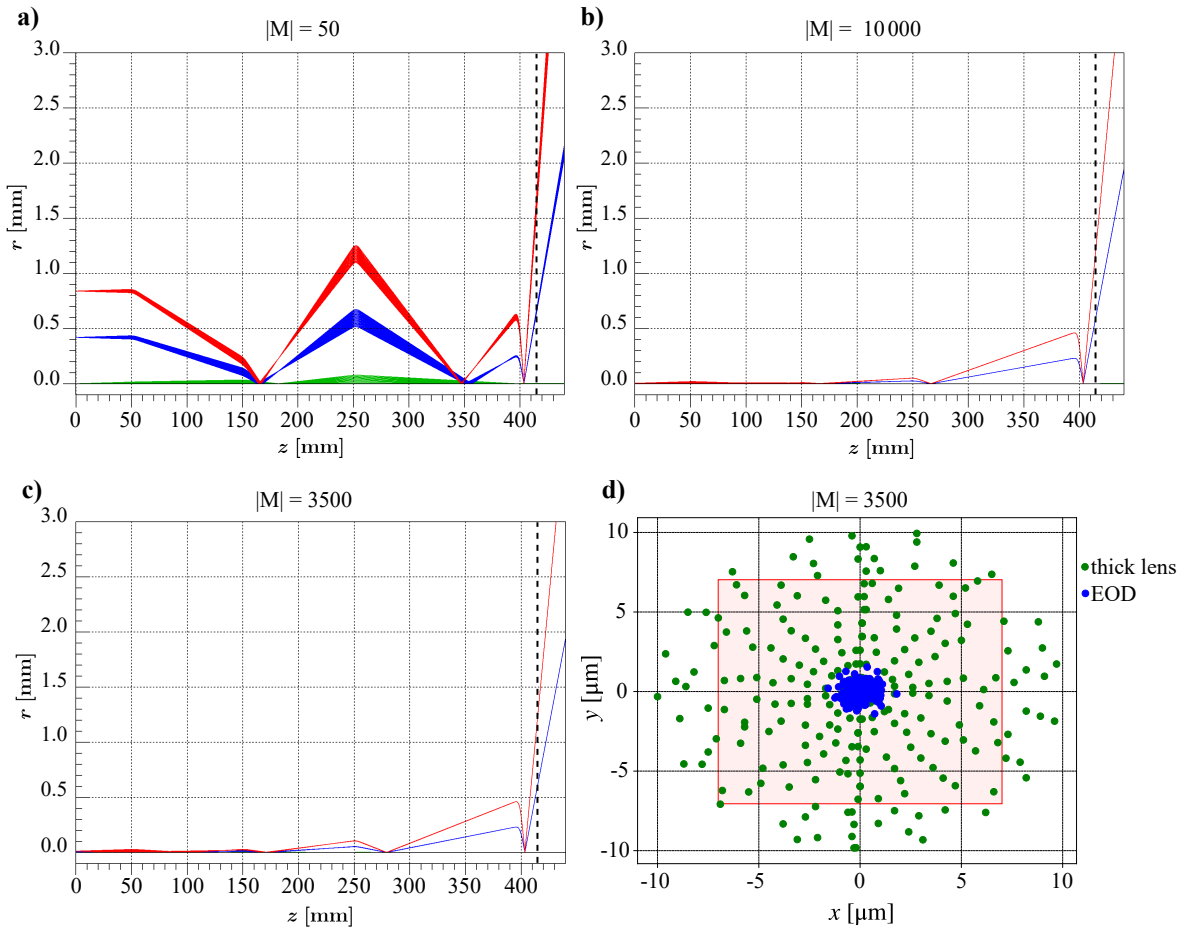 a)
|M| = 50
3.0
2.5
2.0
1.5
1.0
0.5
0.0
r [mm]
0 50 100 150 200 250 300 350 400
z [mm]
b)
|M| = 10 000
3.0
2.5
2.0
1.5
1.0
0.5
0.0
r [mm]
0 50 100 150 200 250 300 350 400
z [mm]
c)
|M| = 3500
3.0
2.5
2.0
1.5
1.0
0.5
0.0
r [mm]
0 50 100 150 200 250 300 350 400
z [mm]
d)
|M| = 3500
10
5
0
-5
-10
y [μm]
-10 -5 0 5 10
x [μm]
thick lens
EOD